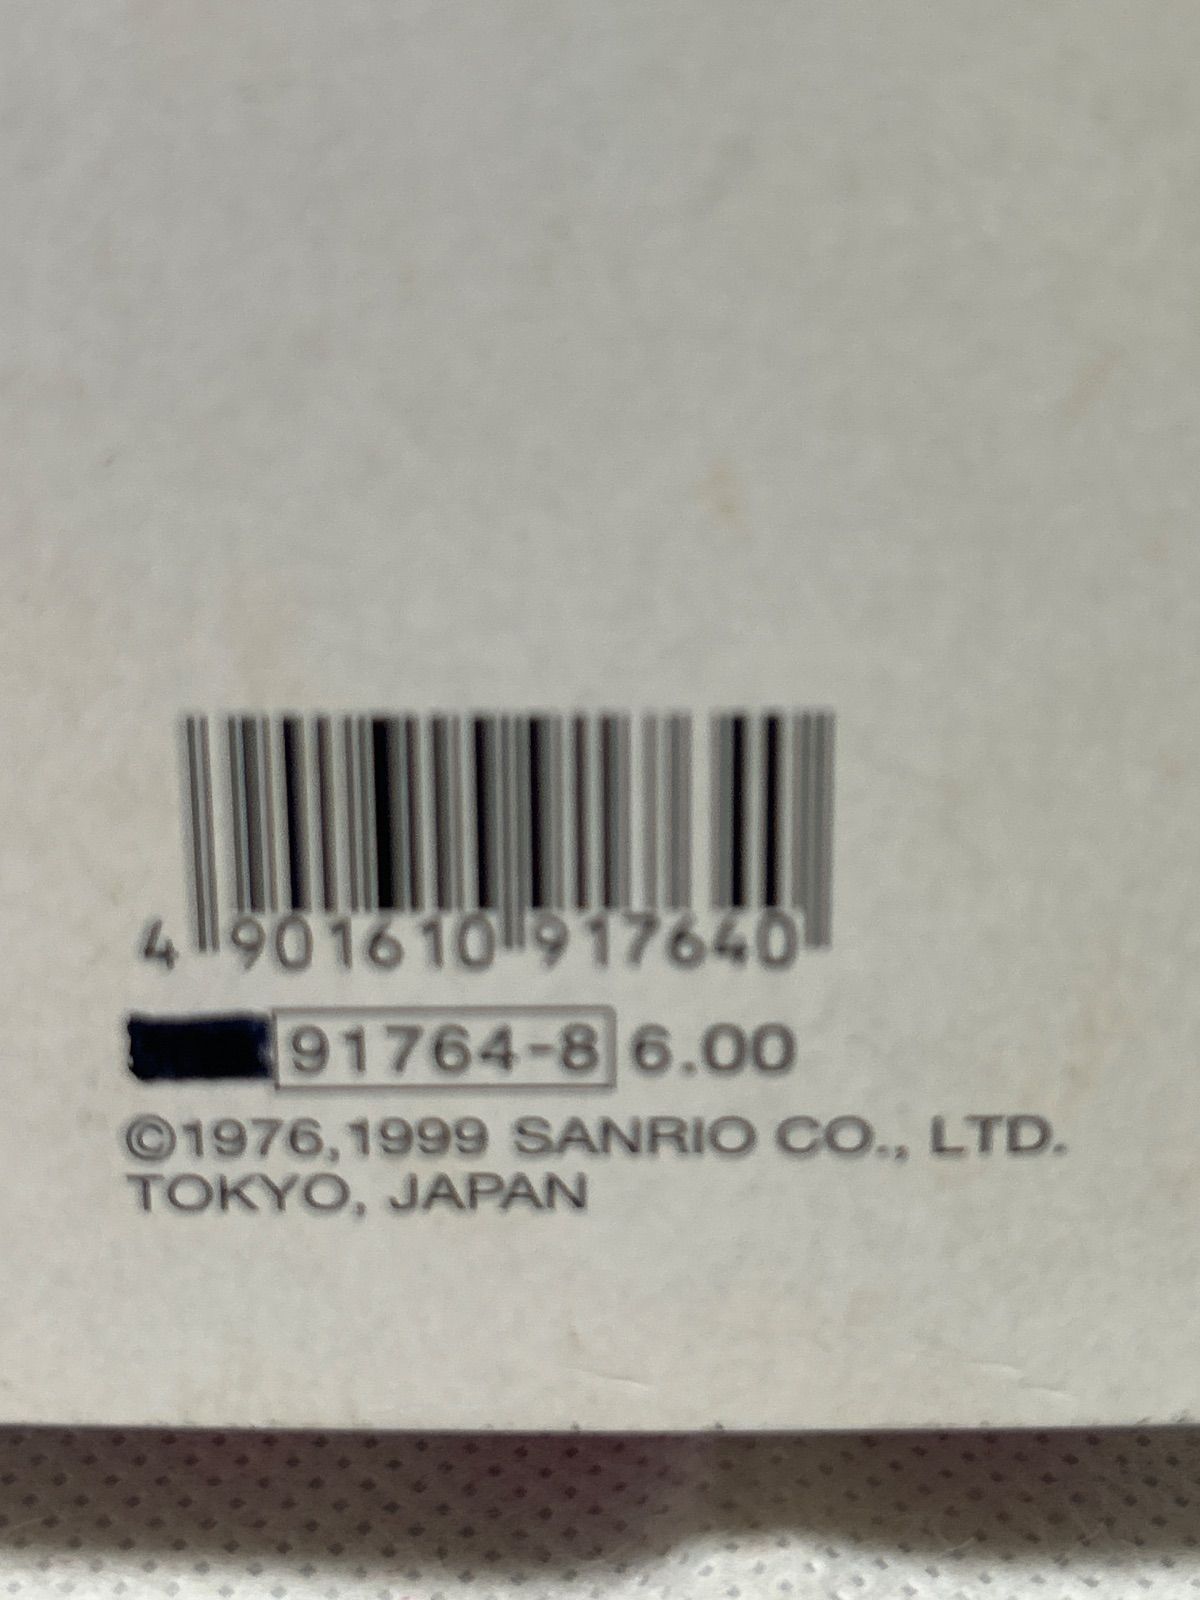 4 901610 917640
91764-8 6.00
©1976,1999 SANRIO CO., LTD.
TOKYO, JAPAN